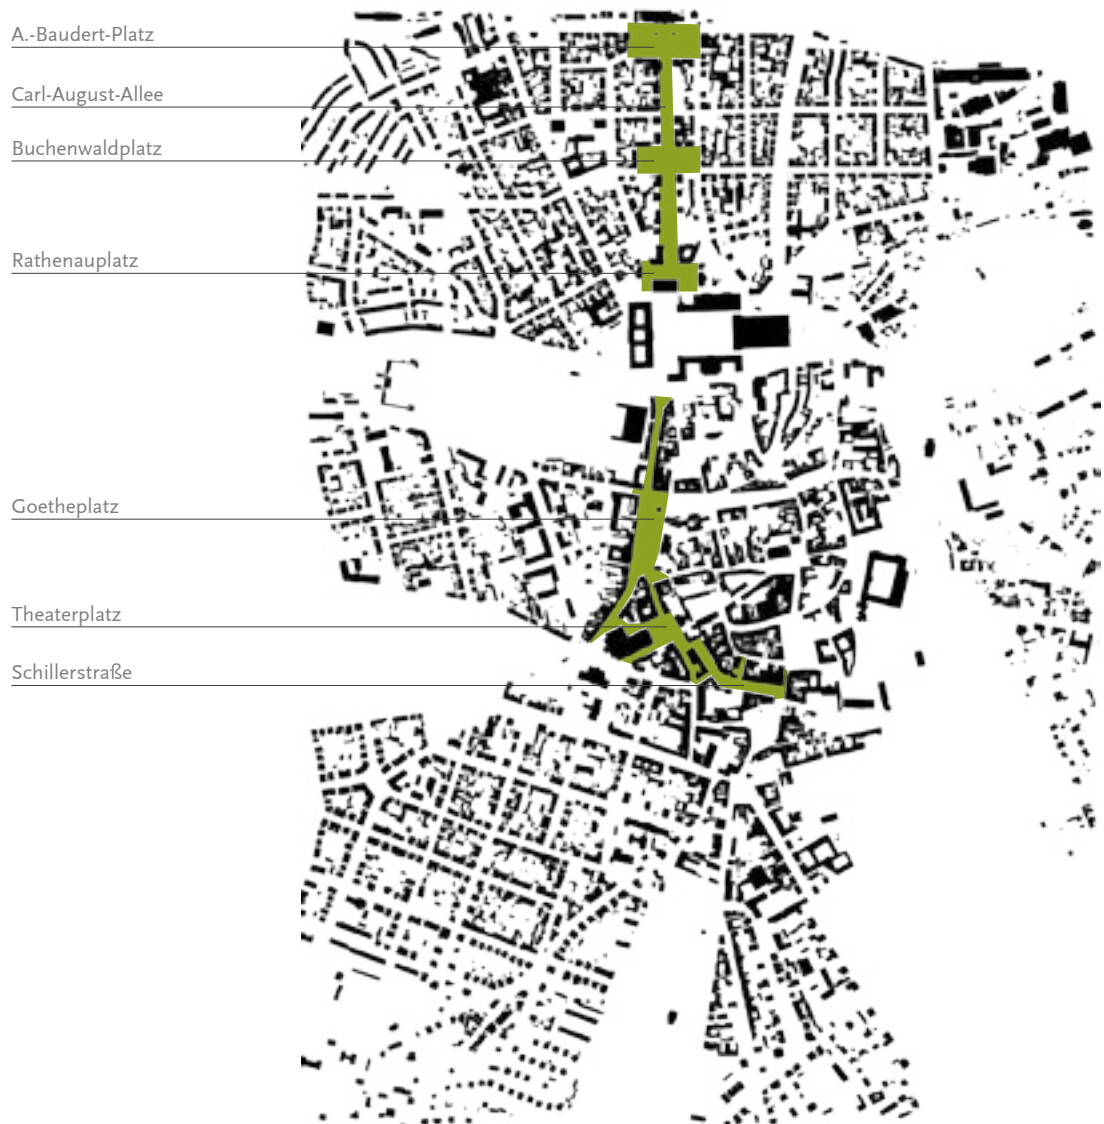 A.-Baudert-Platz
Carl-August-Allee
Buchenwaldplatz
Rathenauplatz
Goetheplatz
Theaterplatz
Schillerstraße